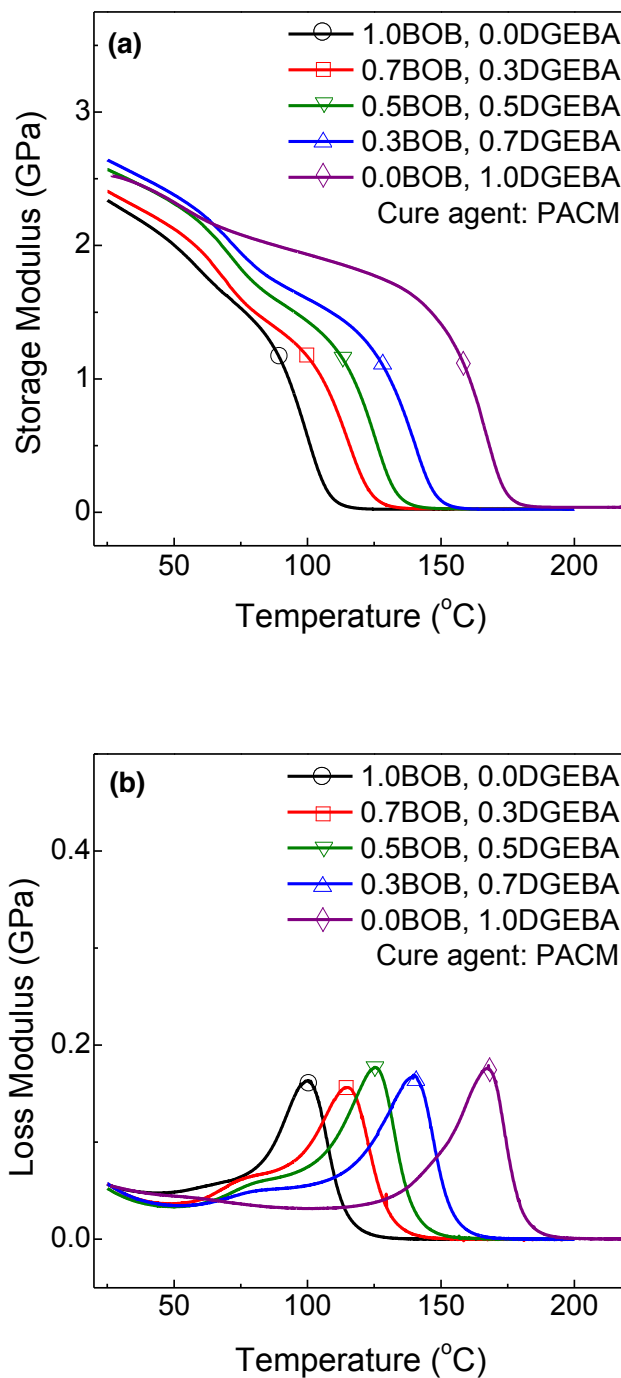 (a)
1.0BOB, 0.0DGEBA
0.7BOB, 0.3DGEBA
0.5BOB, 0.5DGEBA
0.3BOB, 0.7DGEBA
0.0BOB, 1.0DGEBA
Cure agent: PACM
Storage Modulus (GPa)
3
2
1
0
50 100 150 200
Temperature (°C)
(b)
1.0BOB, 0.0DGEBA
0.7BOB, 0.3DGEBA
0.5BOB, 0.5DGEBA
0.3BOB, 0.7DGEBA
0.0BOB, 1.0DGEBA
Cure agent: PACM
Loss Modulus (GPa)
0.4
0.2
0.0
50 100 150 200
Temperature (°C)